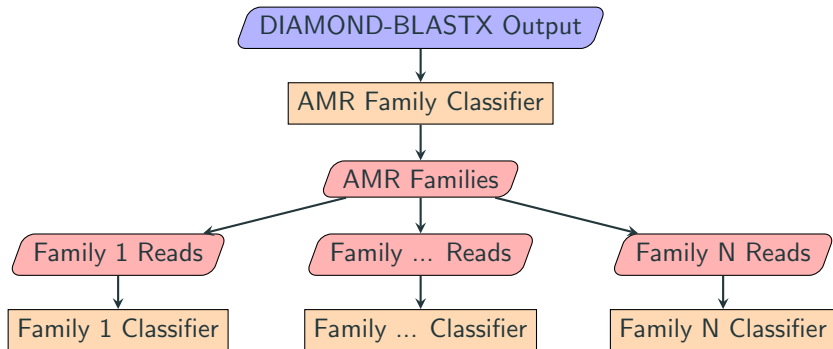 DIAMOND-BLASTX Output
AMR Family Classifier
AMR Families
Family 1 Reads
Family ... Reads
Family N Reads
Family 1 Classifier
Family ... Classifier
Family N Classifier